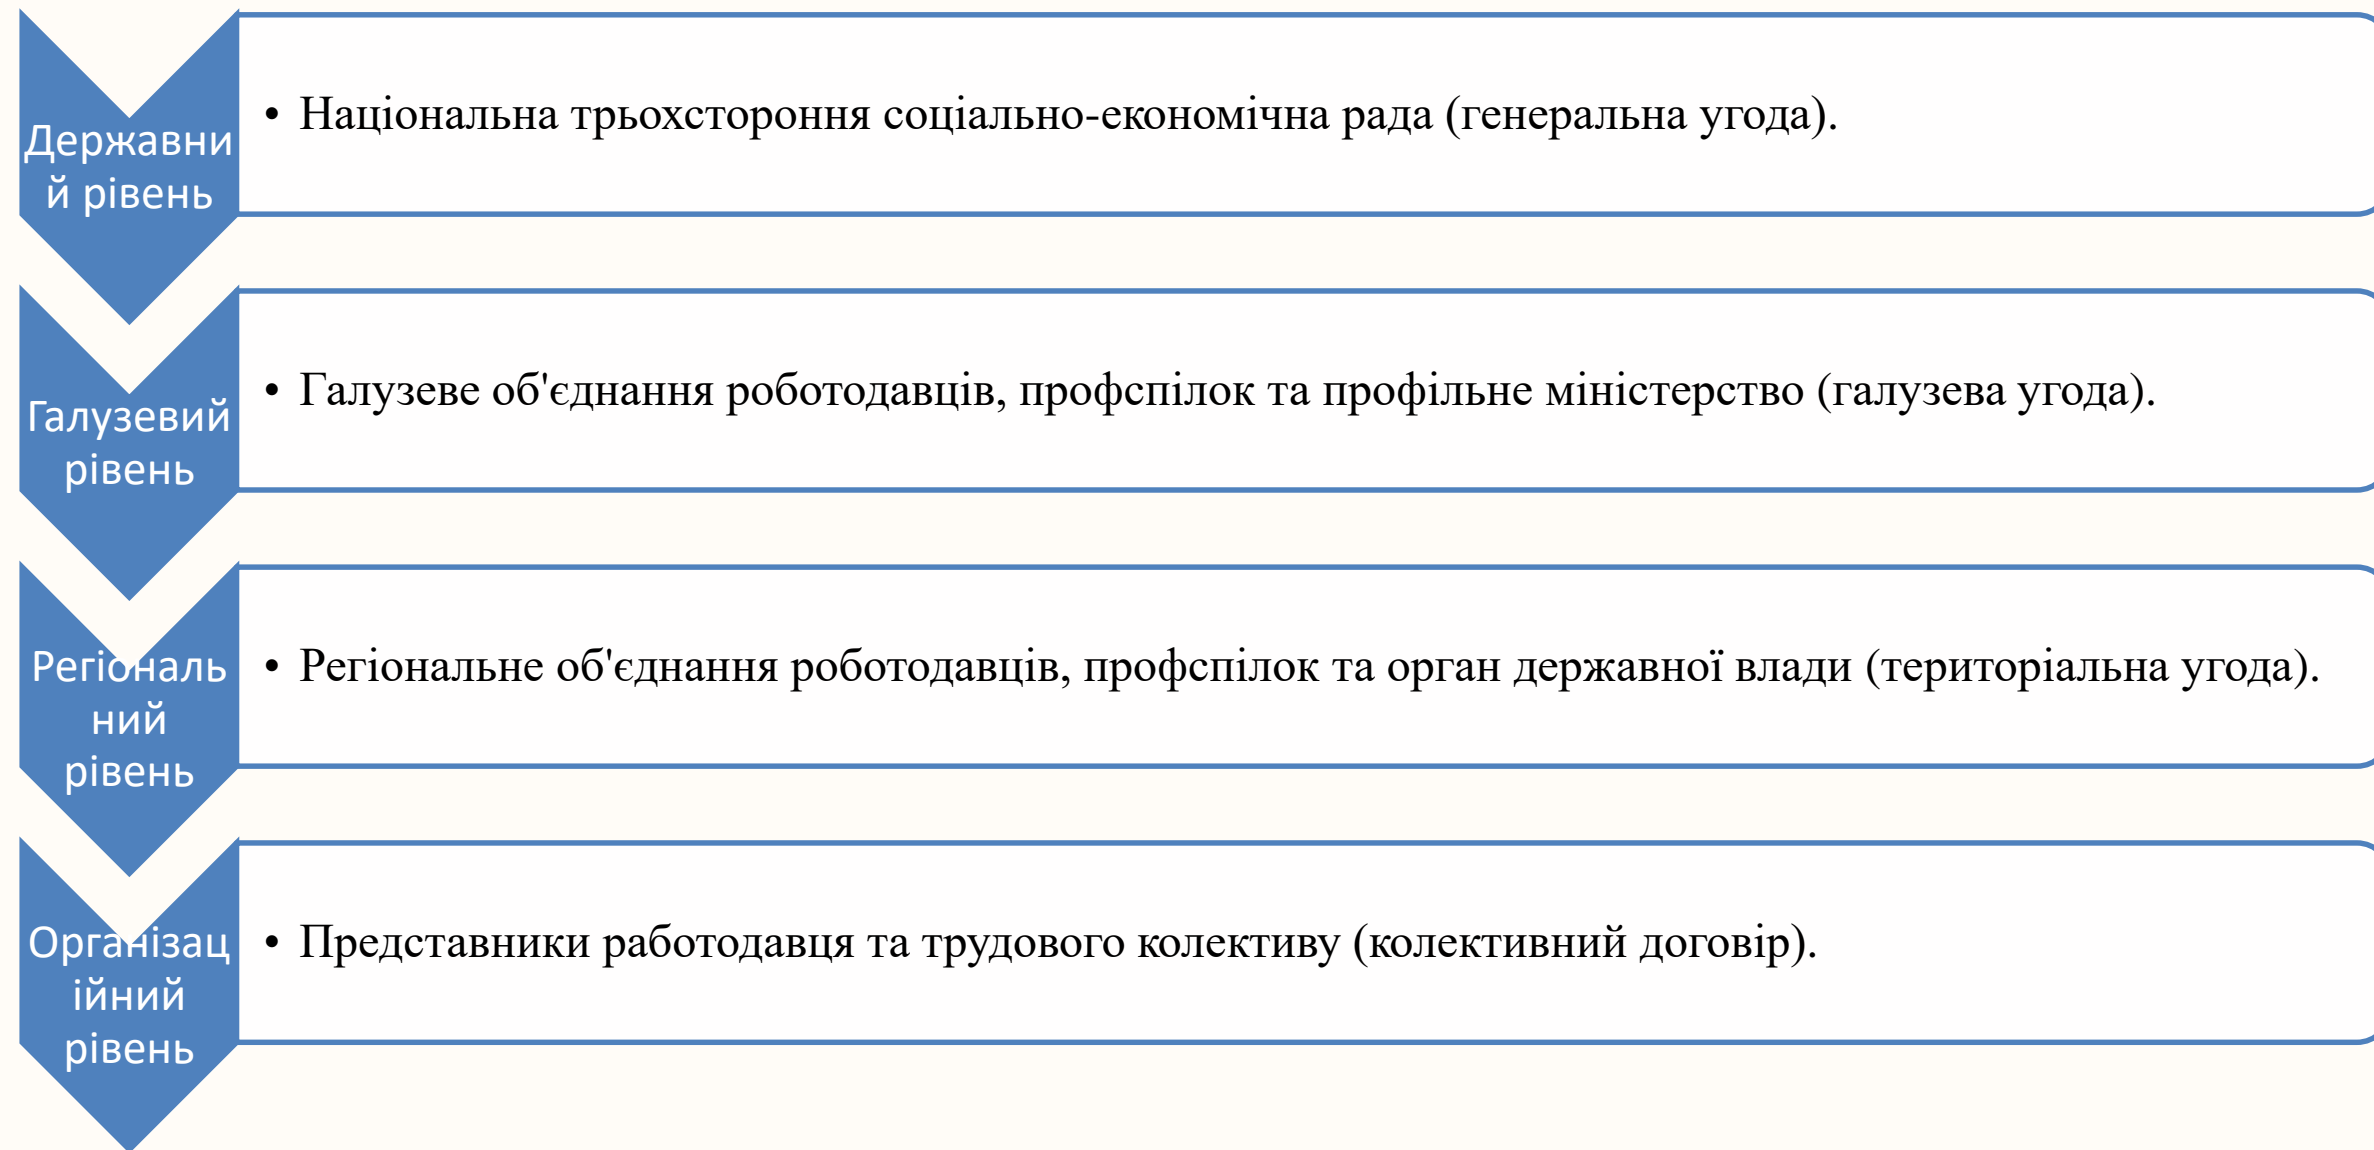 Державни
й рівень
• Національна трьохстороння соціально-економічна рада (генеральна угода).
Галузевий
рівень
• Галузеве об'єднання роботодавців, профспілок та профільне міністерство (галузева угода).
Регіональ
ний
рівень
• Регіональне об'єднання роботодавців, профспілок та орган державної влади (територіальна угода).
Організац
ійний
рівень
• Представники работодавця та трудового колективу (колективний договір).